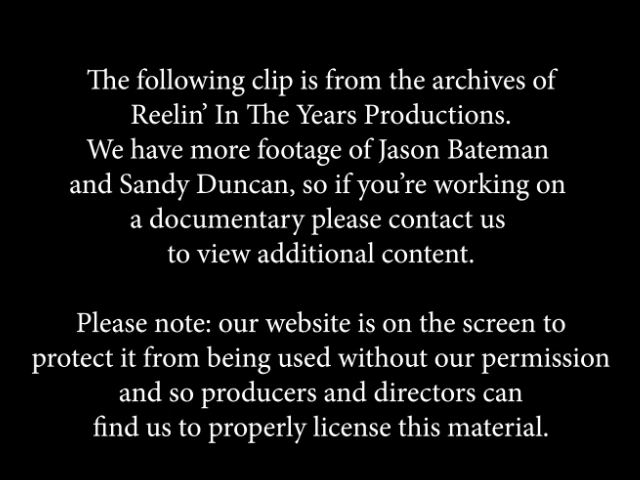 The following clip is from the archives of
Reelin’ In The Years Productions.
We have more footage of Jason Bateman
and Sandy Duncan, so if you’re working on
a documentary please contact us
to view additional content.
Please note: our website is on the screen to
protect it from being used without our permission
and so producers and directors can
find us to properly license this material.